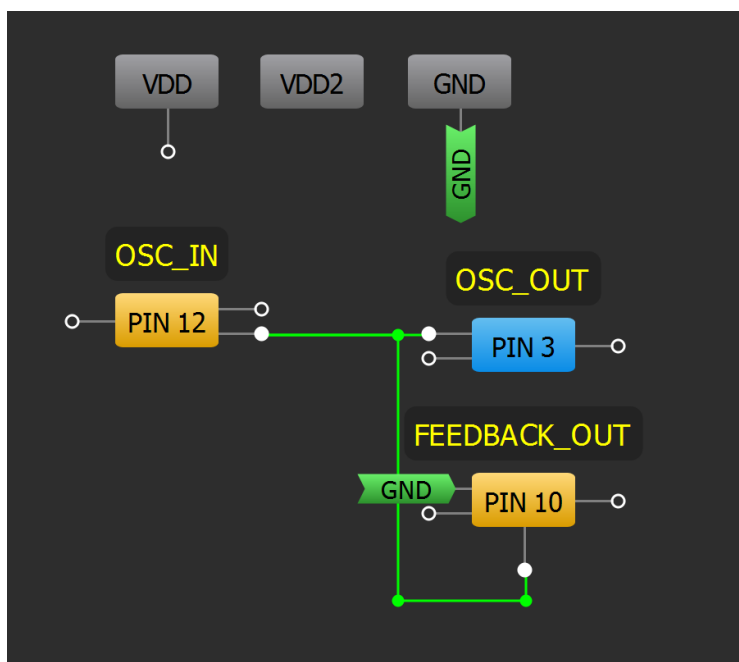 VDD
VDD2
GND
GND
OSC_IN
PIN 12
OSC_OUT
PIN 3
FEEDBACK_OUT
GND
PIN 10